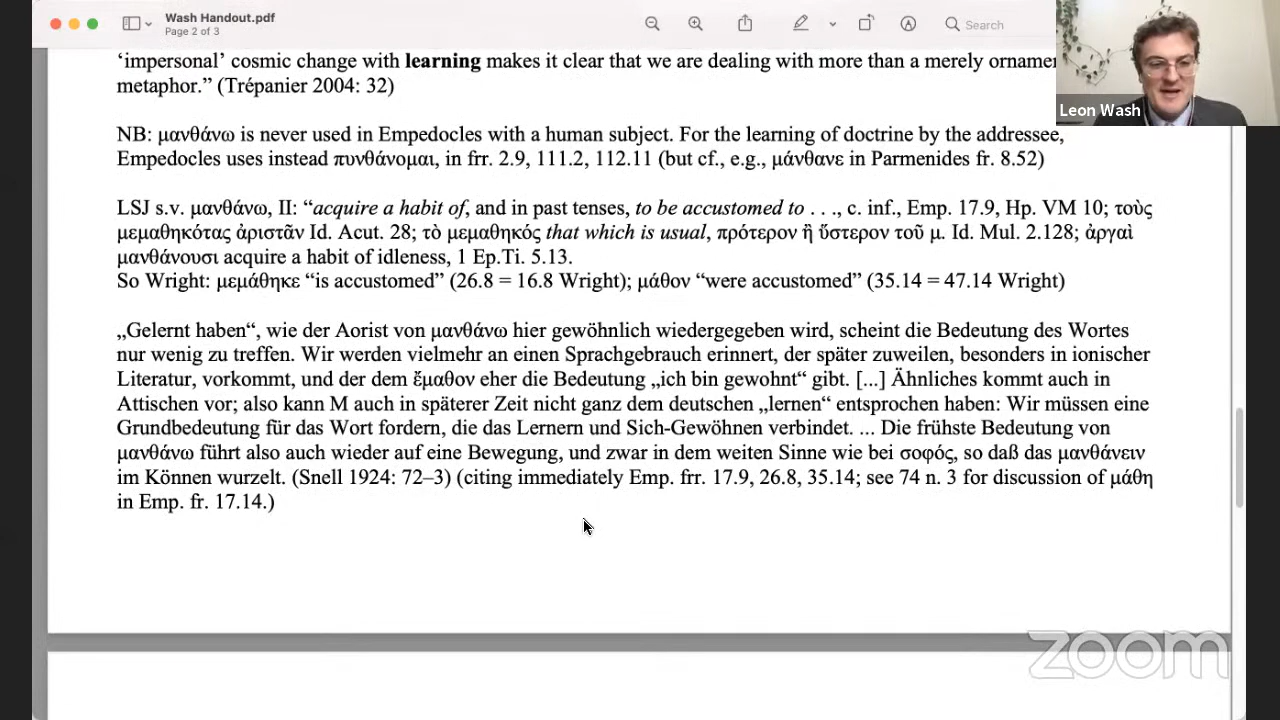 Wash Handout.pdf
Page 2 of 3
Search
Leon Wash
‘impersonal’ cosmic change with learning makes it clear that we are dealing with more than a merely ornamen
metaphor.” (Trépanier 2004: 32)
NB: μανθάνω is never used in Empedocles with a human subject. For the learning of doctrine by the addressee,
Empedocles uses instead πυνθάνομαι, in frr. 2.9, 111.2, 112.11 (but cf., e.g., μάνθανε in Parmenides fr. 8.52)
LSJ s.v. μανθάνω, II: “acquire a habit of, and in past tenses, to be accustomed to . . ., c. inf., Emp. 17.9, Hp. VM 10; τοὺς
μεμαθηκότας ἀριστᾶν Id. Acut. 28; τὸ μεμαθηκός that which is usual, πρότερον ἢ ὕστερον τοῦ μ. Id. Mul. 2.128; ἀργαὶ
μανθάνουσι acquire a habit of idleness, 1 Ep.Ti. 5.13.
So Wright: μεμάθηκε “is accustomed” (26.8 = 16.8 Wright); μάθον “were accustomed” (35.14 = 47.14 Wright)
„Gelernt haben“, wie der Aorist von μανθάνω hier gewöhnlich wiedergegeben wird, scheint die Bedeutung des Wortes
nur wenig zu treffen. Wir werden vielmehr an einen Sprachgebrauch erinnert, der später zuweilen, besonders in ionischer
Literatur, vorkommt, und der dem ἔμαθον eher die Bedeutung „ich bin gewohnt“ gibt. [...] Ähnliches kommt auch in
Attischen vor; also kann M auch in späterer Zeit nicht ganz dem deutschen „lernen“ entsprochen haben: Wir müssen eine
Grundbedeutung für das Wort fordern, die das Lernern und Sich-Gewöhnen verbindet. ... Die frühste Bedeutung von
μανθάνω führt also auch wieder auf eine Bewegung, und zwar in dem weiten Sinne wie bei σοφός, so daß das μανθάνειν
im Können wurzelt. (Snell 1924: 72–3) (citing immediately Emp. frr. 17.9, 26.8, 35.14; see 74 n. 3 for discussion of μάθη
in Emp. fr. 17.14.)
zoom